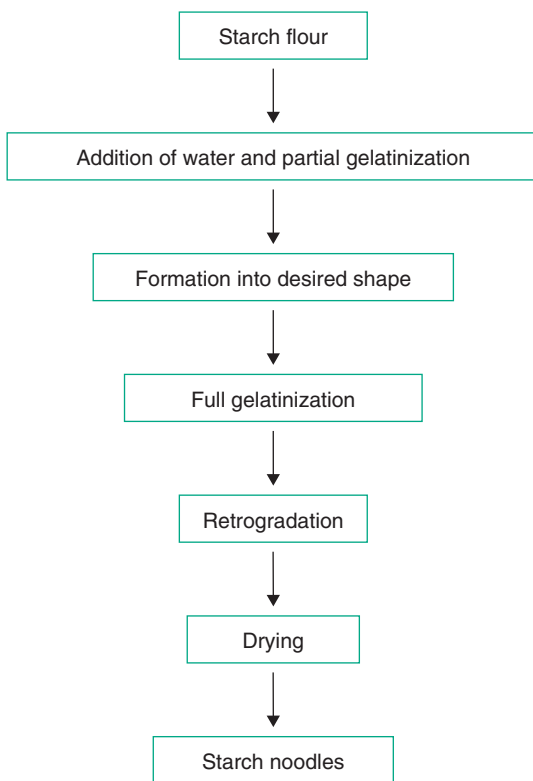 Starch flour
Addition of water and partial gelatinization
Formation into desired shape
Full gelatinization
Retrogradation
Drying
Starch noodles